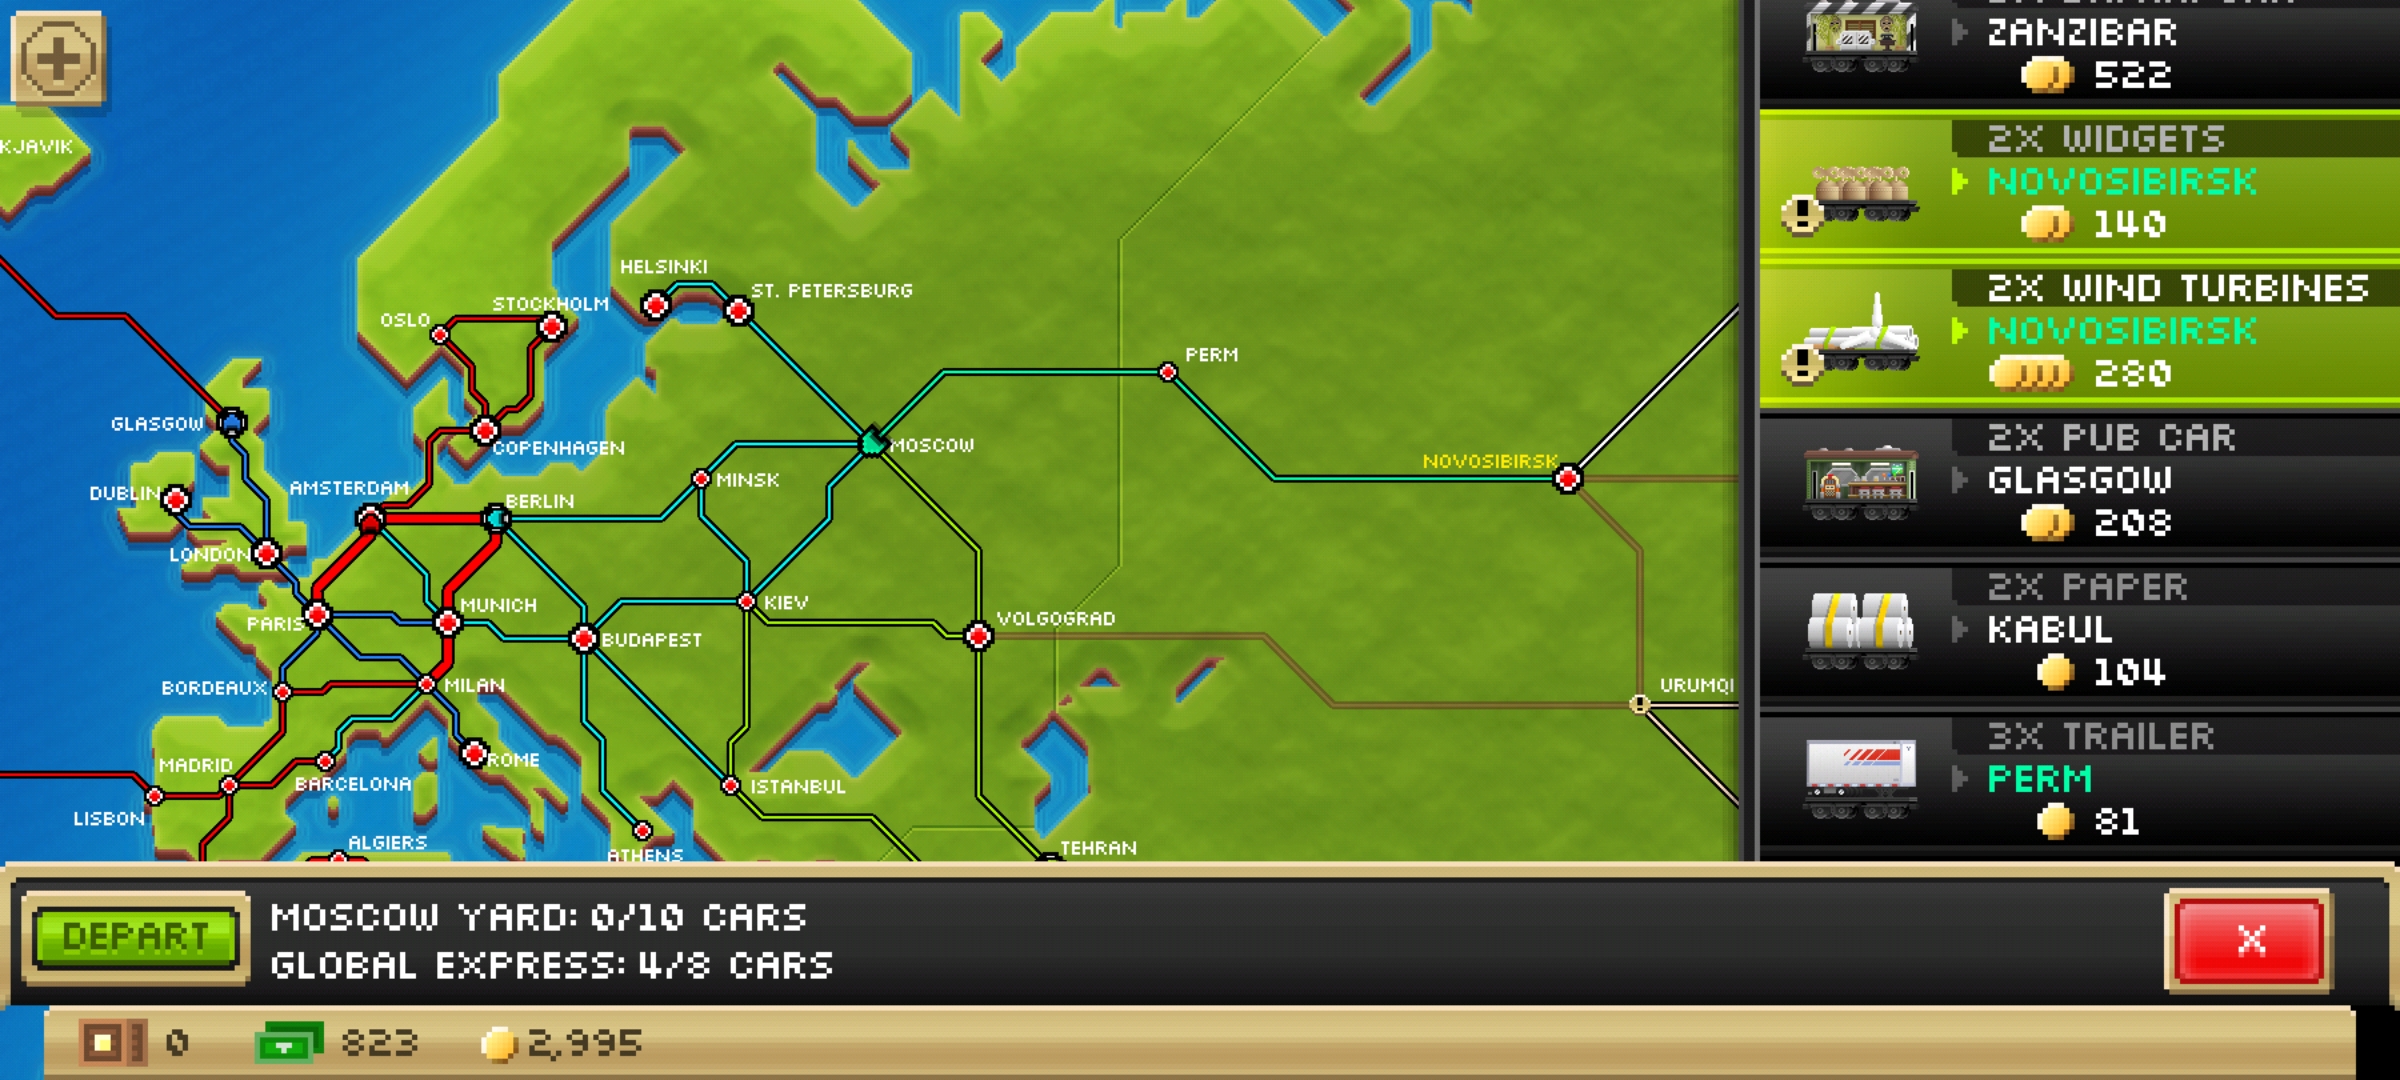 ZANZIBAR
522
2X WIDGETS
NOVOSIBIRSK
140
2X WIND TURBINES
NOVOSIBIRSK
280
2X PUB CAR
GLASGOW
208
2X PAPER
KABUL
104
3X TRAILER
PERM
81
KJAVIK
HELSINKI
ST. PETERSBURG
STOCKHOLM
OSLO
PERM
GLASGOW
COPENHAGEN
MOSCOW
NOVOSIBIRSK
MINSK
DUBLIN
AMSTERDAM
BERLIN
LONDON
MUNICH
KIEV
PARIS
BUDAPEST
VOLGOGRAD
BORDEAUX
MILAN
URUMQI
MADRID
ROME
BARCELONA
ISTANBUL
LISBON
ALGIERS
ATHENS
TEHRAN
DEPART
MOSCOW YARD: 0/10 CARS
GLOBAL EXPRESS: 4/8 CARS
X
0
823
2,995